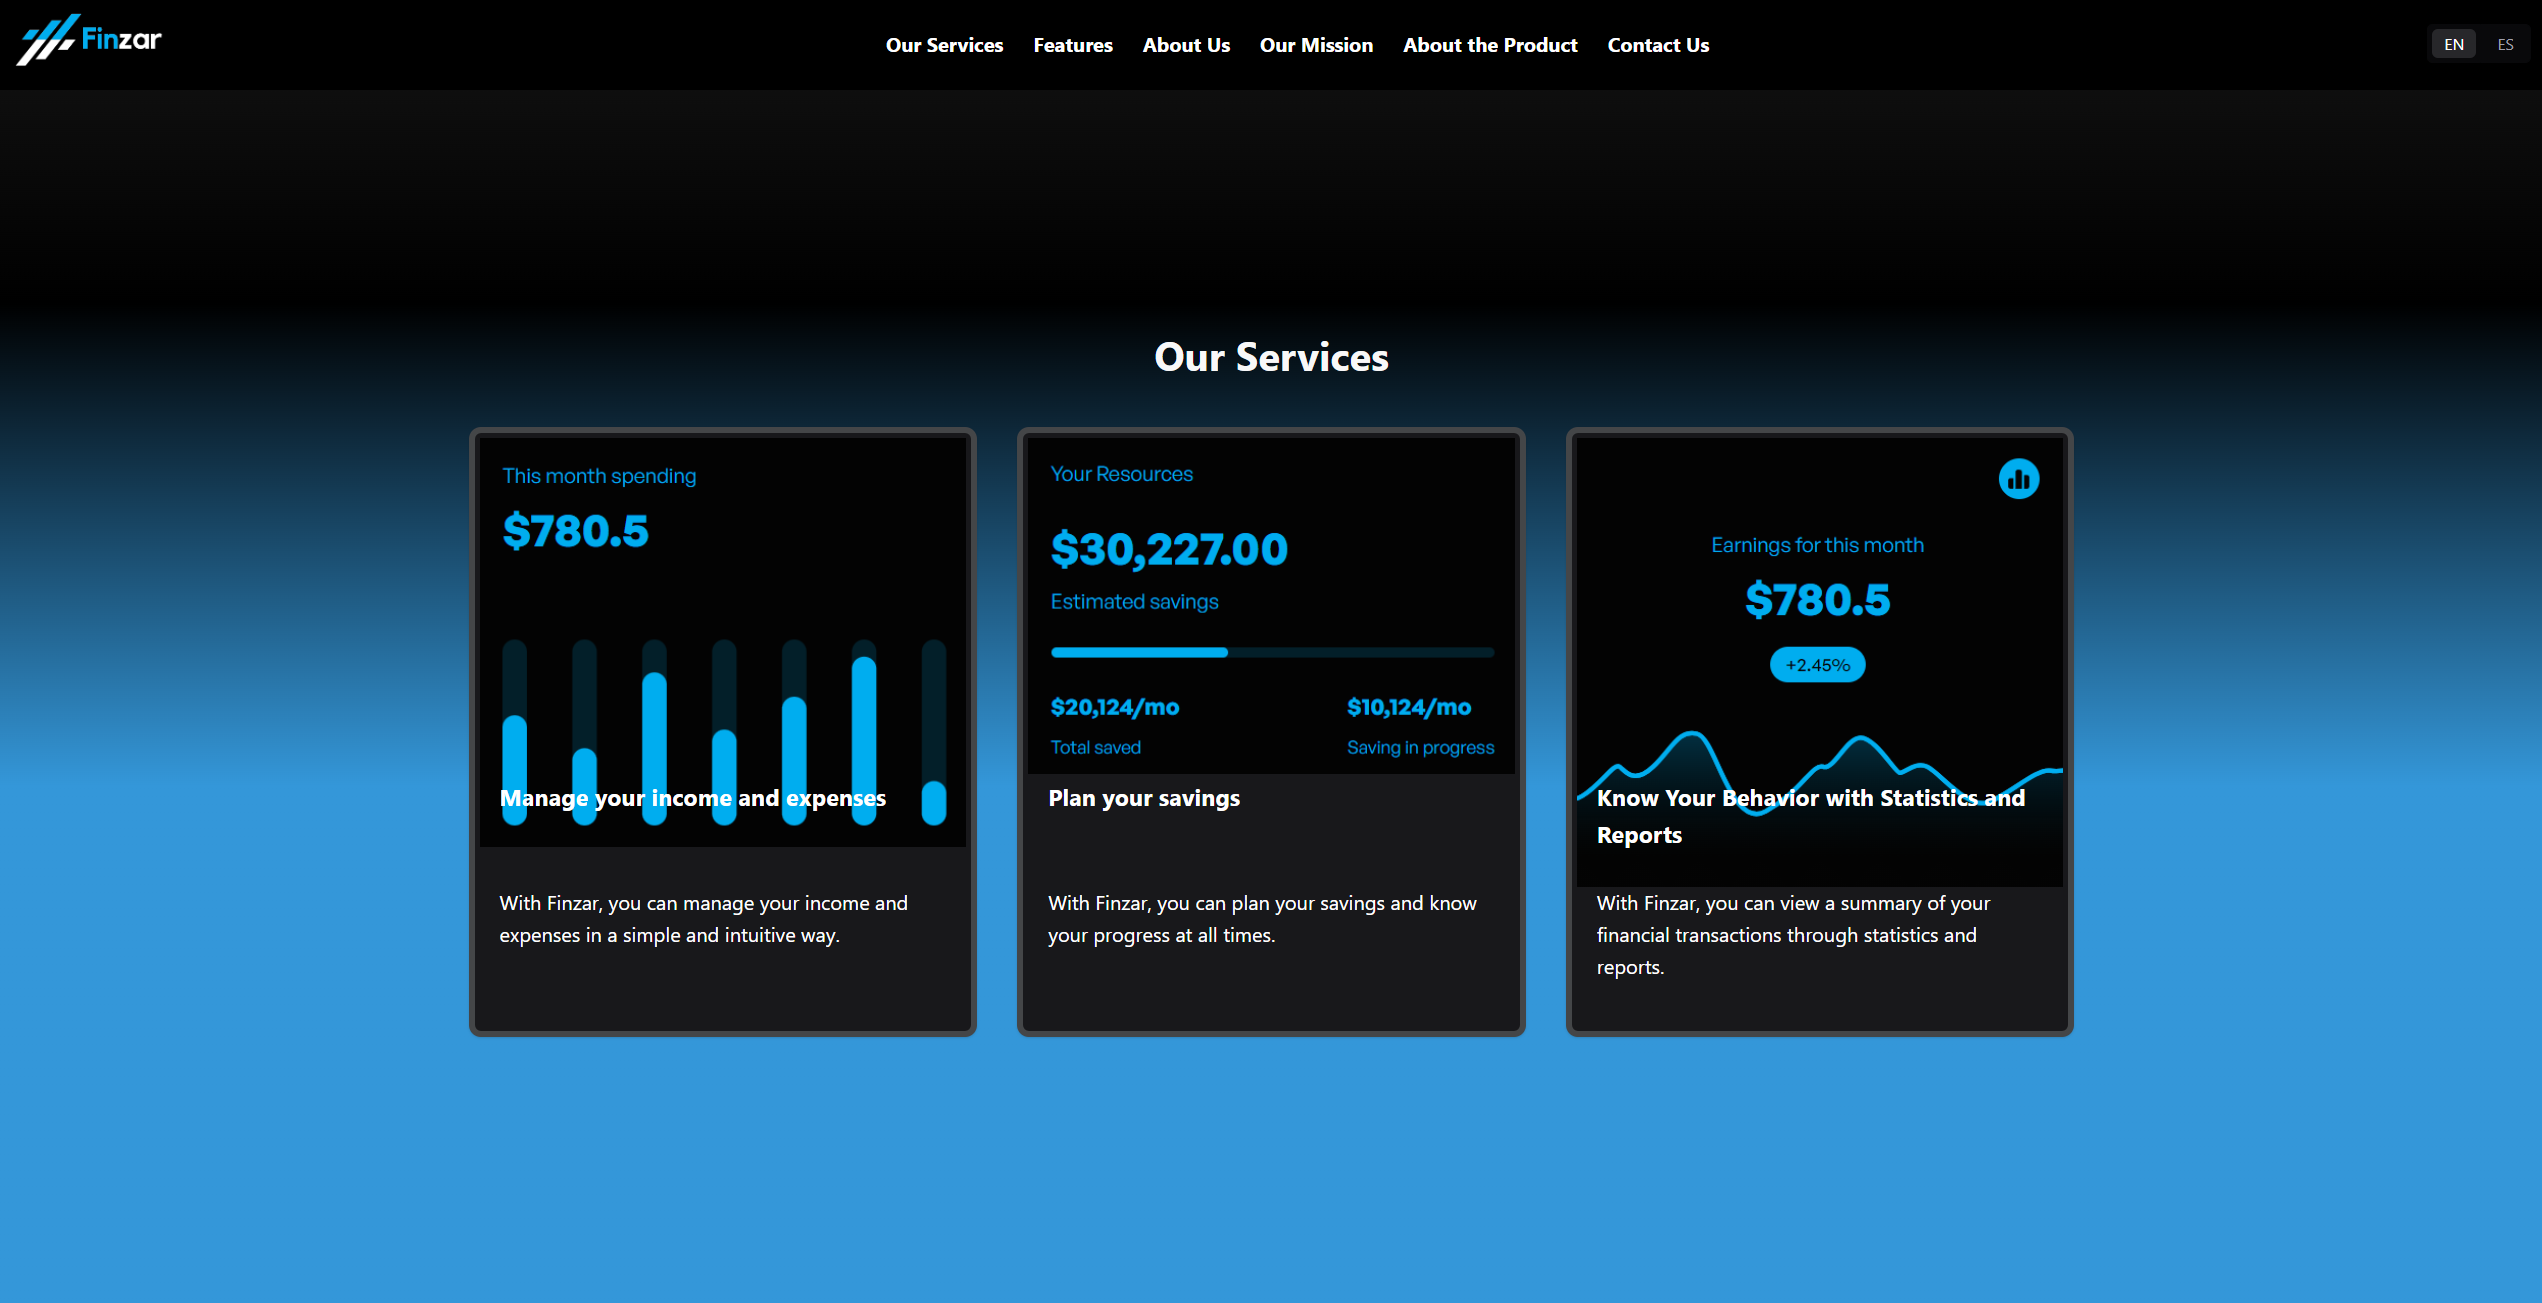 Finzar
Our Services
Features
About Us
Our Mission
About the Product
Contact Us
EN
ES
Our Services
This month spending
$780.5
Manage your income and expenses
With Finzar, you can manage your income and
expenses in a simple and intuitive way.
Your Resources
$30,227.00
Estimated savings
$20,124/mo
$10,124/mo
Total saved
Saving in progress
Plan your savings
With Finzar, you can plan your savings and know
your progress at all times.
Earnings for this month
$780.5
+2.45%
Know Your Behavior with Statistics and
Reports
With Finzar, you can view a summary of your
financial transactions through statistics and
reports.